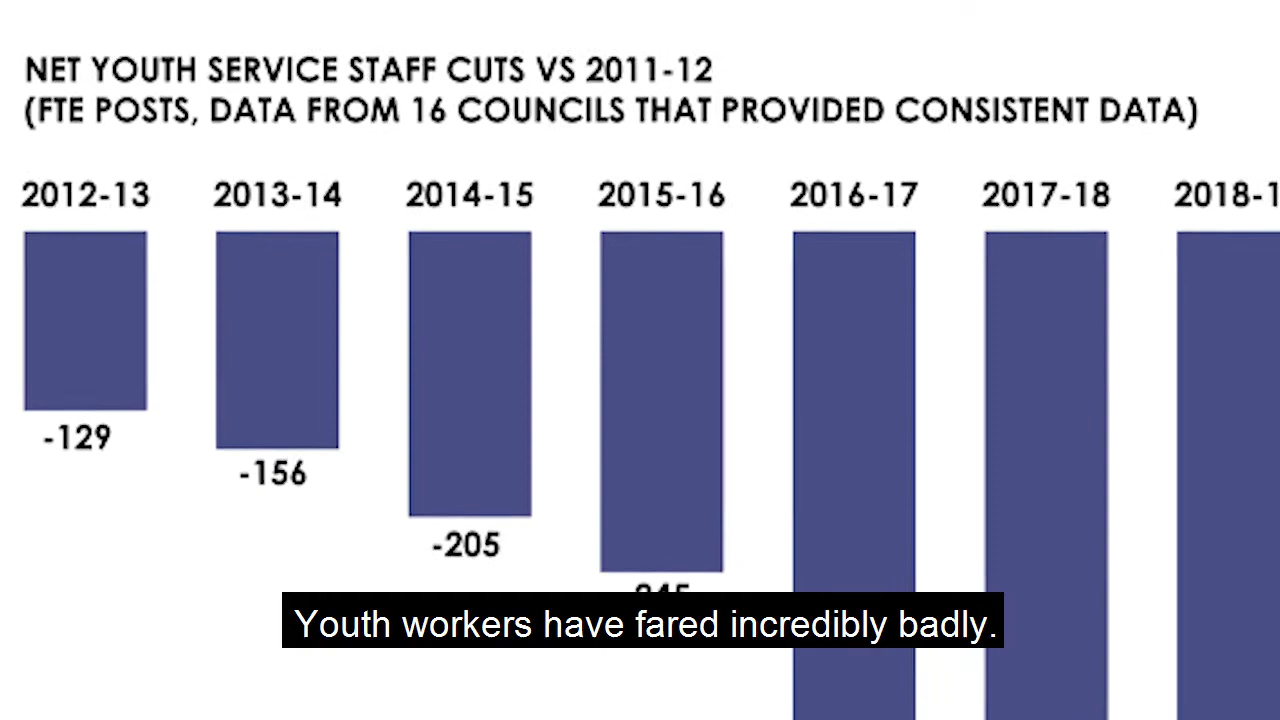 NET YOUTH SERVICE STAFF CUTS VS 2011-12
(FTE POSTS, DATA FROM 16 COUNCILS THAT PROVIDED CONSISTENT DATA)
2012-13 2013-14 2014-15 2015-16 2016-17 2017-18 2018-1
-129
-156
-205
Youth workers have fared incredibly badly.